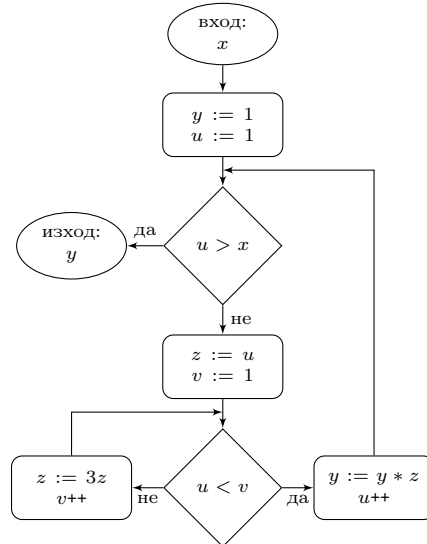 вход:
x
y := 1
u := 1
изход:
y
да
u > x
не
z := u
v := 1
z := 3z
v++
не
u < v
да
y := y * z
u++